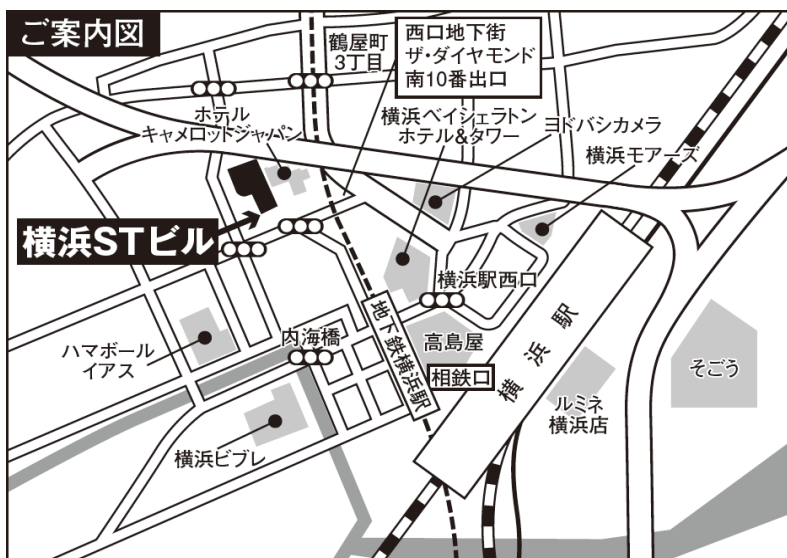 ご案内図
鶴屋町
3丁目
西口地下街
ザ・ダイヤモンド
南10番出口
ホテル
キャメロットジャパン
横浜ベイシェラトン
ホテル&タワー
ヨドバシカメラ
横浜モアーズ
横浜STビル
横浜駅西口
ハマボール
イアス
内海橋
地下鉄横浜駅
高島屋
相鉄口
横浜駅
そごう
ルミネ
横浜店
横浜ビブレ